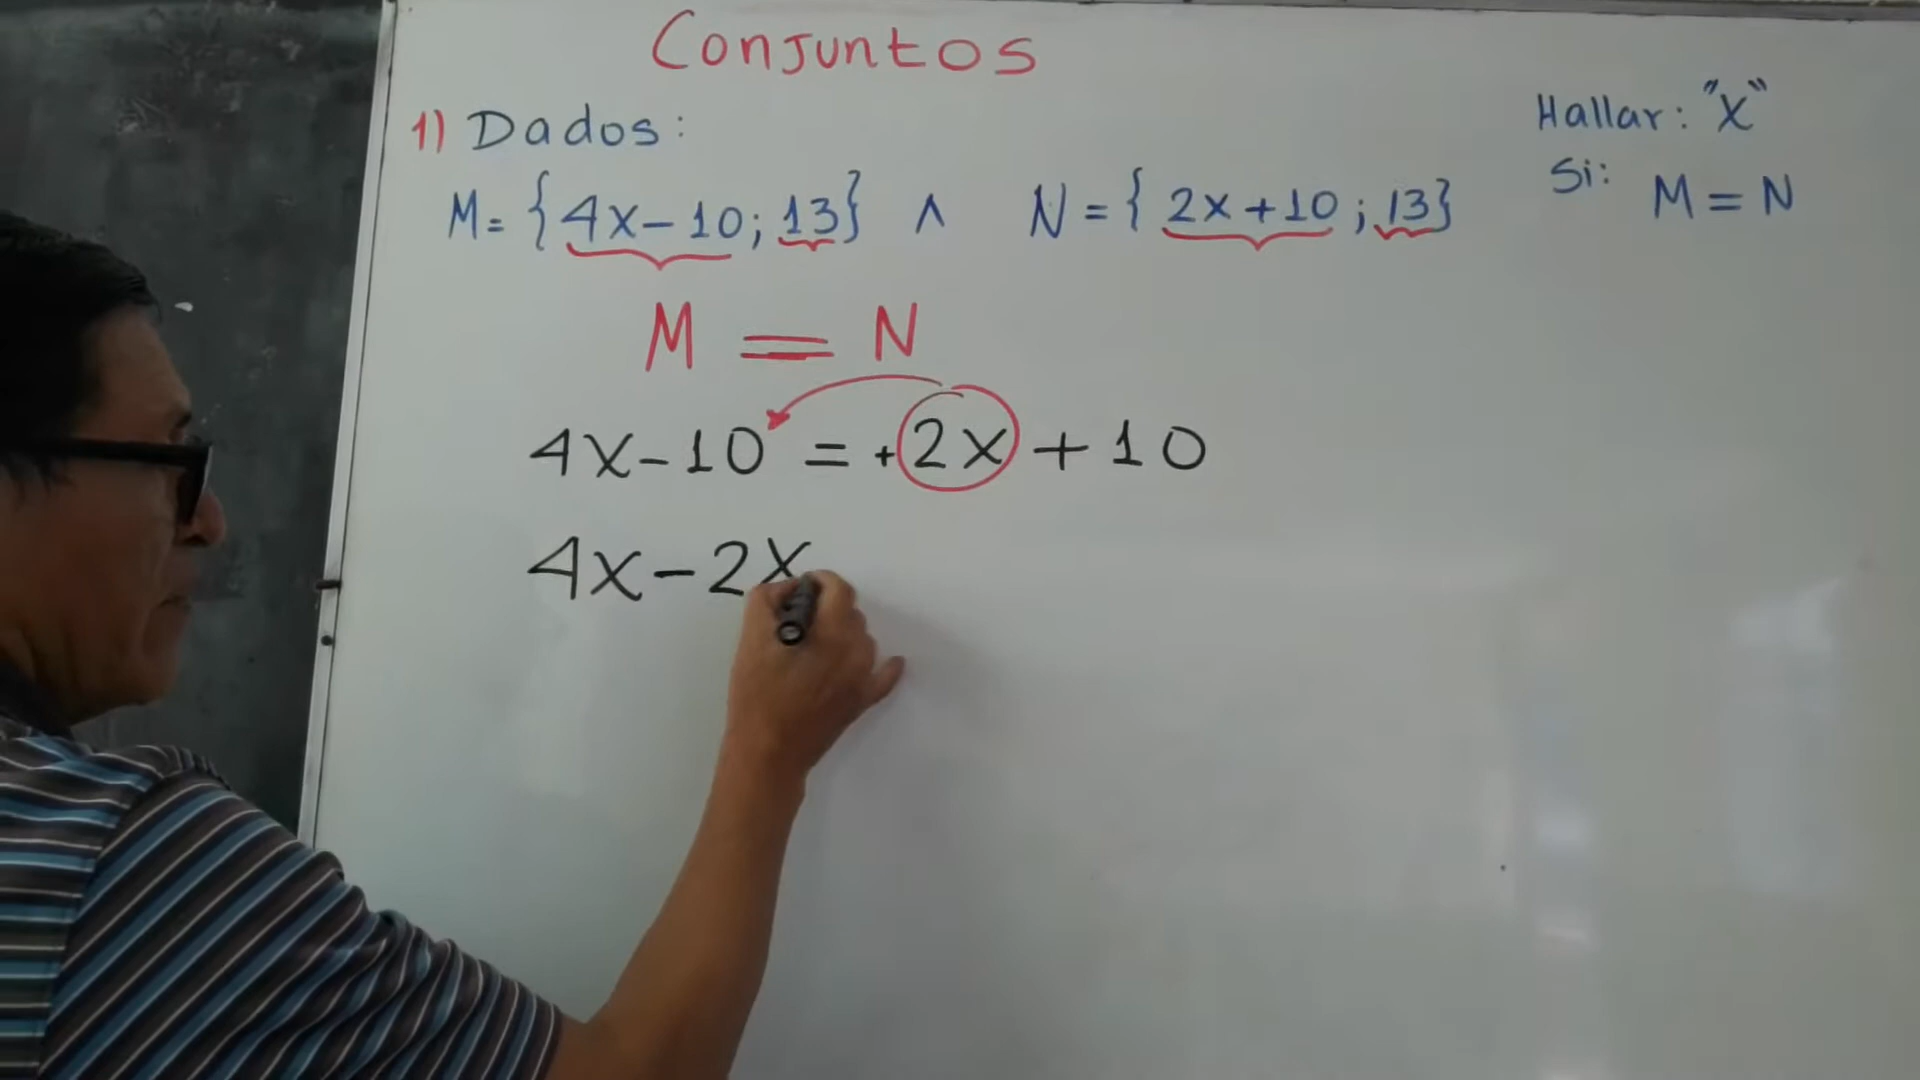 Conjuntos
1) Dados:
M = {4x - 10; 13} ∧ N = {2x + 10; 13}
Hallar: "X"
Si: M = N
M = N
4x - 10 = + 2x + 10
4x - 2x